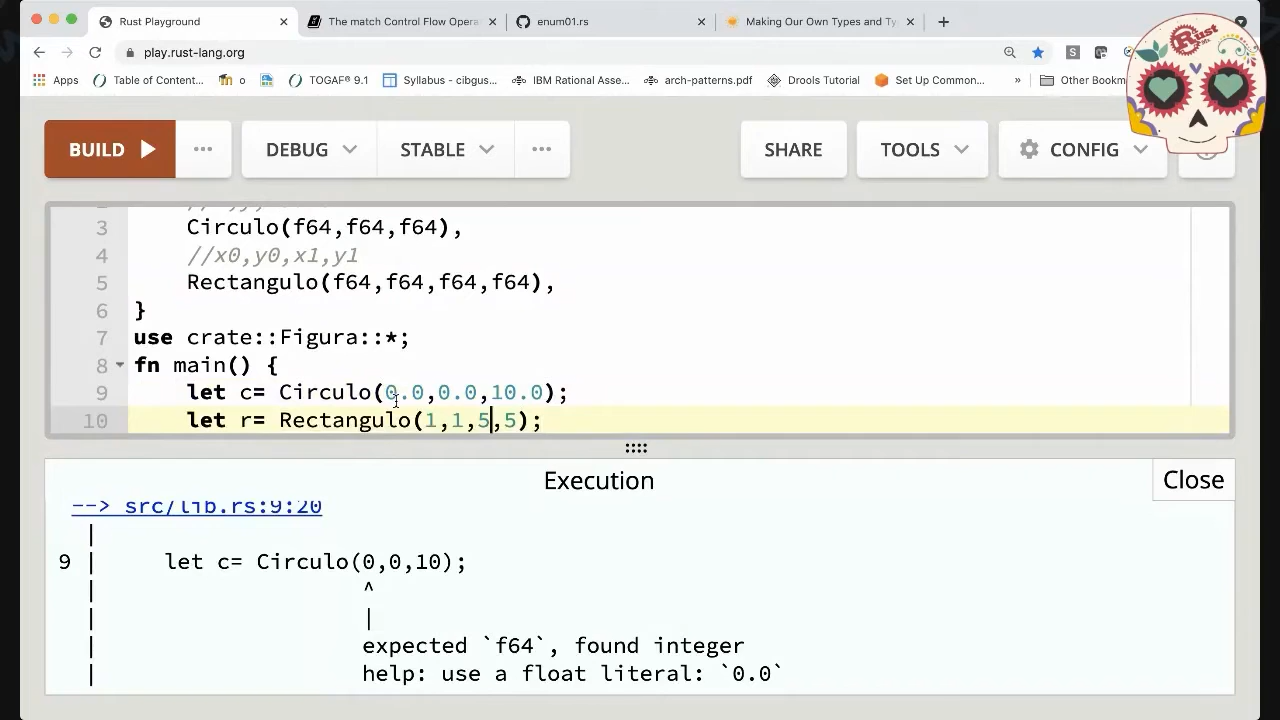 Rust Playground
The match Control Flow Opera
enum01.rs
Making Our Own Types and Ty
play.rust-lang.org
Apps
Table of Content...
o
TOGAF® 9.1
Syllabus - cibgus...
IBM Rational Asse...
arch-patterns.pdf
Drools Tutorial
Set Up Common...
»
Other Bookm
Rust
BUILD
DEBUG
STABLE
SHARE
TOOLS
CONFIG
3 Circulo(f64,f64,f64),
4 //x0,y0,x1,y1
5 Rectangulo(f64,f64,f64,f64),
6 }
7 use crate::Figura::*;
8 fn main() {
9 let c= Circulo(0.0,0.0,10.0);
10 let r= Rectangulo(1,1,5,5);
Execution
Close
--> src/lib.rs:9:20
|
9 | let c= Circulo(0,0,10);
| ^
| |
| expected `f64`, found integer
| help: use a float literal: `0.0`